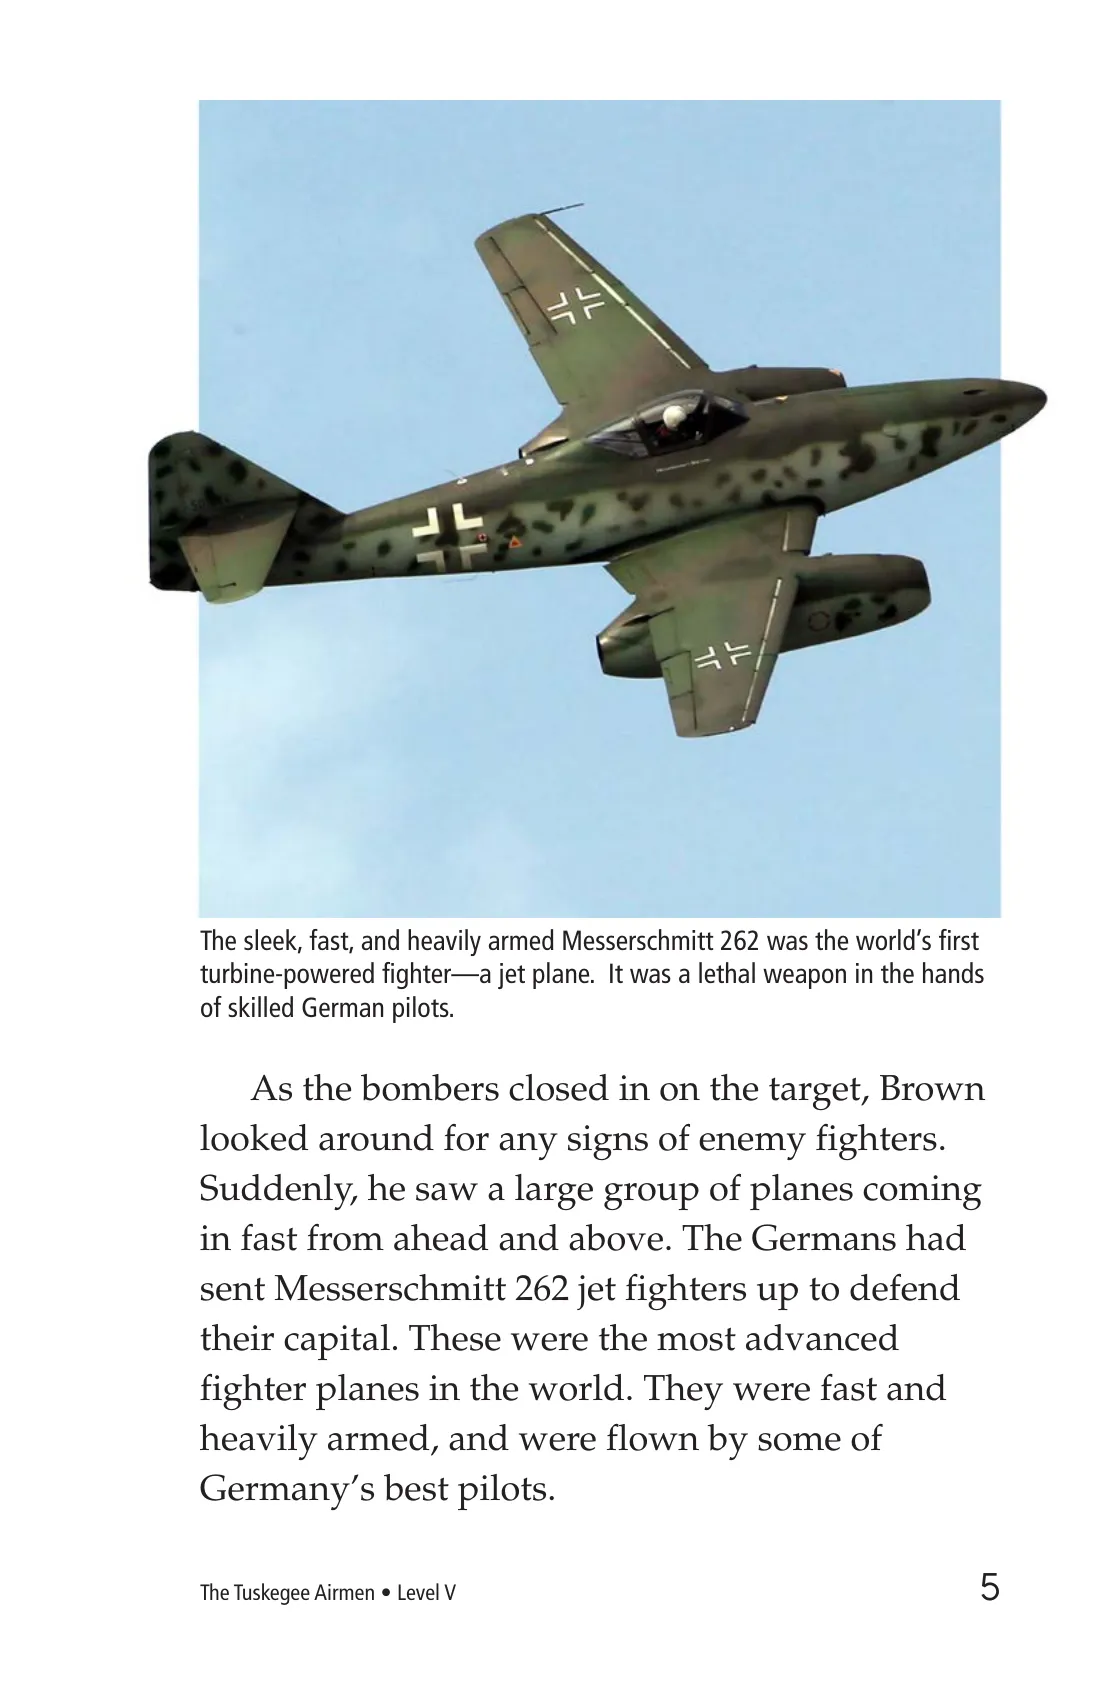 The sleek, fast, and heavily armed Messerschmitt 262 was the world’s first
turbine-powered fighter—a jet plane.  It was a lethal weapon in the hands
of skilled German pilots.
As the bombers closed in on the target, Brown
looked around for any signs of enemy fighters.
Suddenly, he saw a large group of planes coming
in fast from ahead and above. The Germans had
sent Messerschmitt 262 jet fighters up to defend
their capital. These were the most advanced
fighter planes in the world. They were fast and
heavily armed, and were flown by some of
Germany’s best pilots.
The Tuskegee Airmen • Level V 5